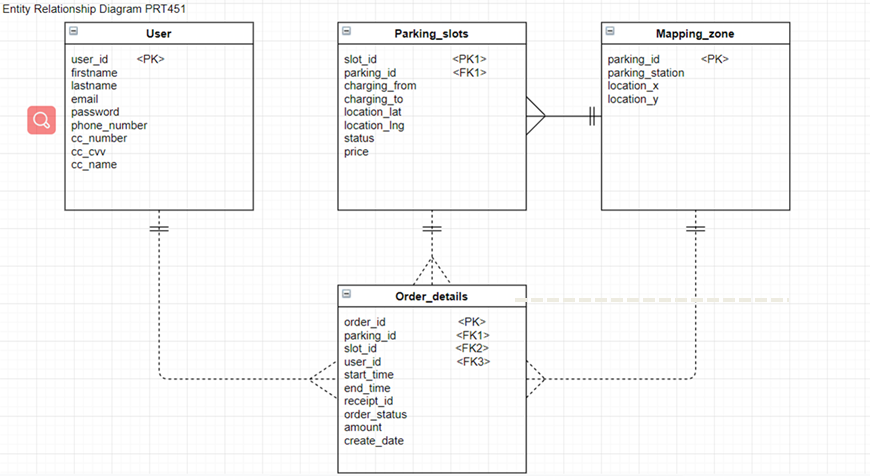 Entity Relationship Diagram PRT451
User
user_id <PK>
firstname
lastname
email
password
phone_number
cc_number
cc_cvv
cc_name
Parking_slots
slot_id <PK1>
parking_id <FK1>
charging_from
charging_to
location_lat
location_lng
status
price
Mapping_zone
parking_id <PK>
parking_station
location_x
location_y
Order_details
order_id <PK>
parking_id <FK1>
slot_id <FK2>
user_id <FK3>
start_time
end_time
receipt_id
order_status
amount
create_date